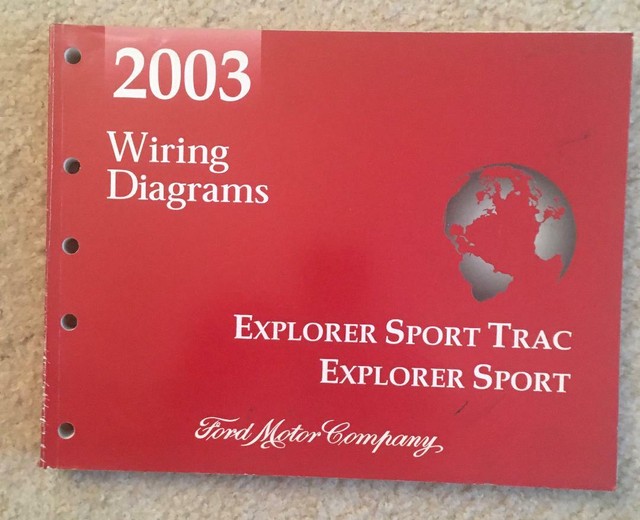 2003
Wiring
Diagrams
EXPLORER SPORT TRAC
EXPLORER SPORT
Ford Motor Company